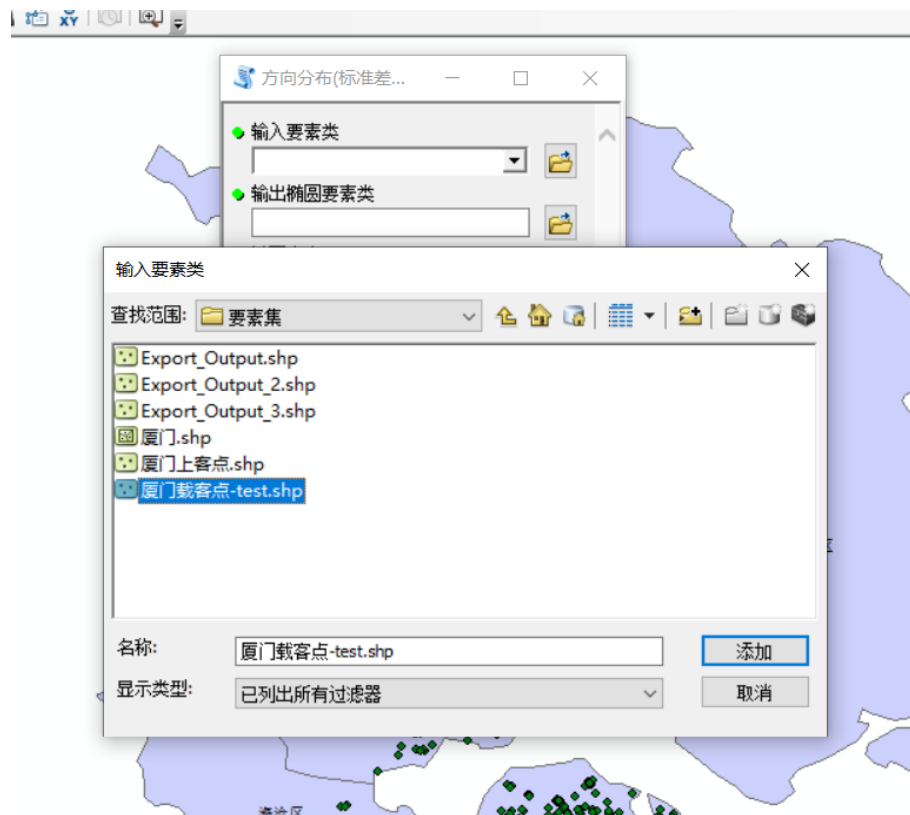 XY
方向分布(标准差...
输入要素类
输出椭圆要素类
输入要素类
查找范围: 要素集
Export_Output.shp
Export_Output_2.shp
Export_Output_3.shp
厦门.shp
厦门上客点.shp
厦门载客点-test.shp
名称: 厦门载客点-test.shp 添加
显示类型: 已列出所有过滤器 取消
区